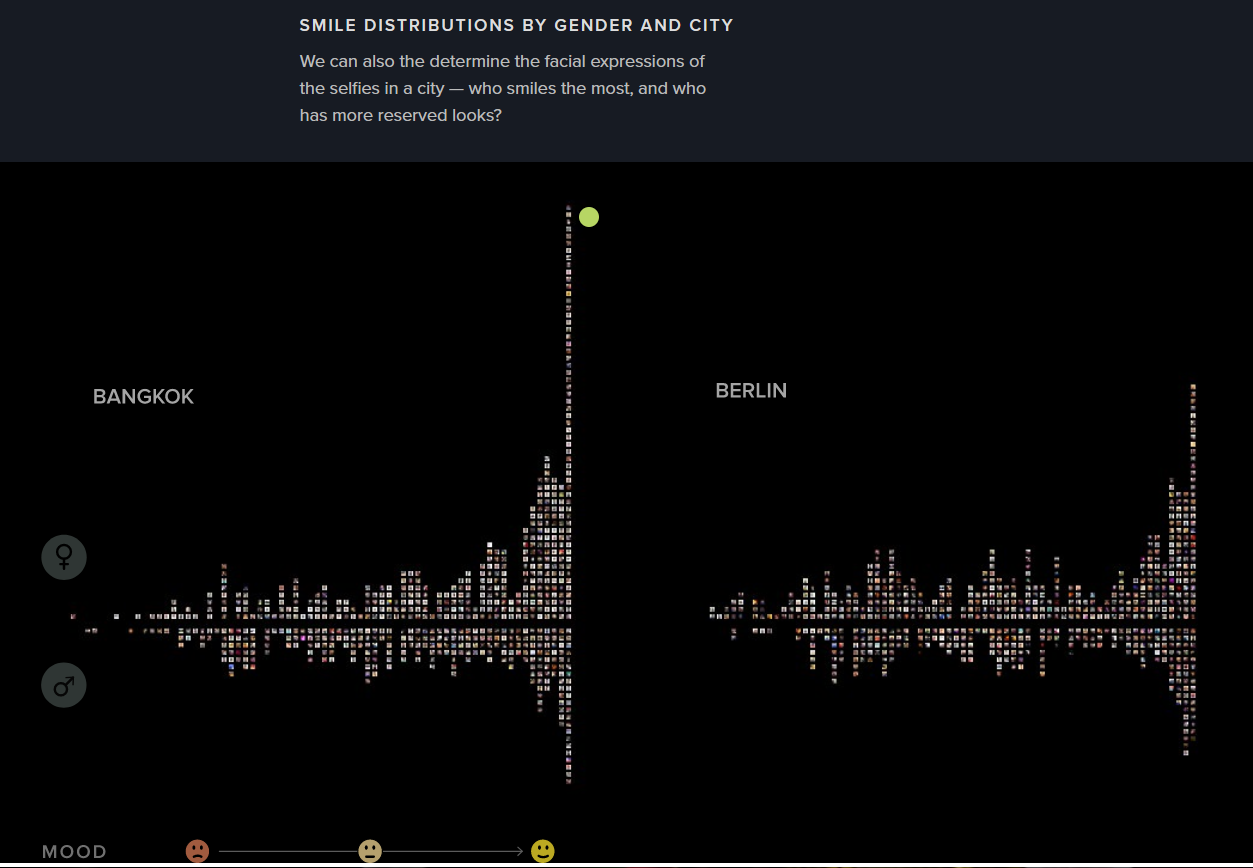 SMILE DISTRIBUTIONS BY GENDER AND CITY
We can also the determine the facial expressions of
the selfies in a city — who smiles the most, and who
has more reserved looks?
BANGKOK
BERLIN
MOOD